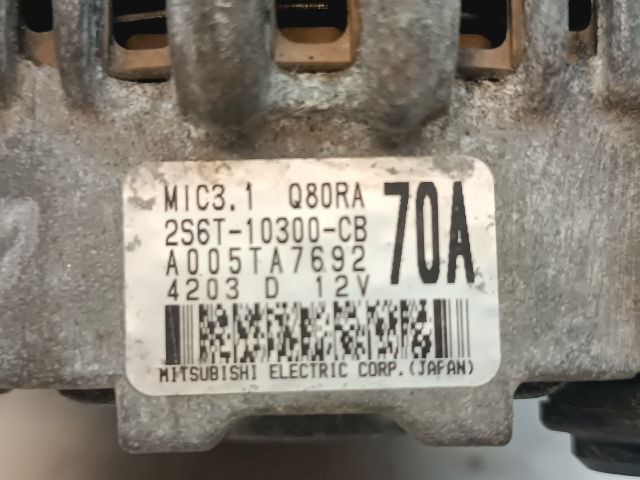 MIC3.1 Q80RA 70A
2S6T-10300-CB
A005TA7692
4203 D 12V
MITSUBISHI ELECTRIC CORP.(JAPAN)